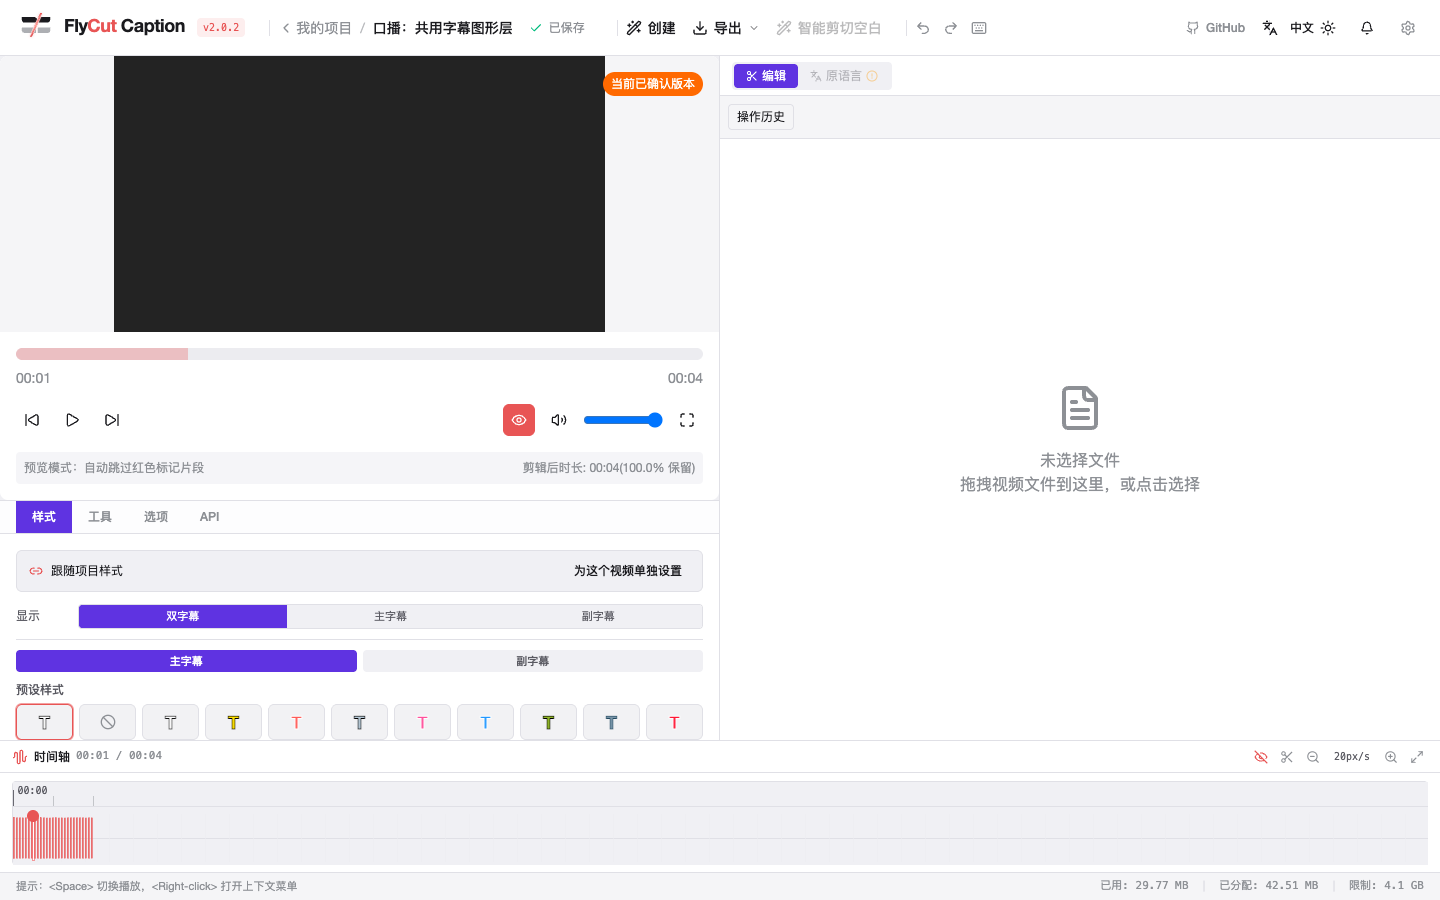 FlyCut Caption v2.0.2 我的项目 / 口播：共用字幕图形层 已保存 创建 导出 智能剪切空白 GitHub 中文
当前已确认版本
编辑 原语言
操作历史
00:01 00:04
预览模式：自动跳过红色标记片段 剪辑后时长: 00:04(100.0% 保留)
样式 工具 选项 API
跟随项目样式 为这个视频单独设置
显示 双字幕 主字幕 副字幕
主字幕 副字幕
预设样式
T T T T T T T T T T
未选择文件
拖拽视频文件到这里，或点击选择
时间轴 00:01 / 00:04 20px/s
00:00
提示：<Space> 切换播放，<Right-click> 打开上下文菜单 已用: 29.77 MB 已分配: 42.51 MB 限制: 4.1 GB